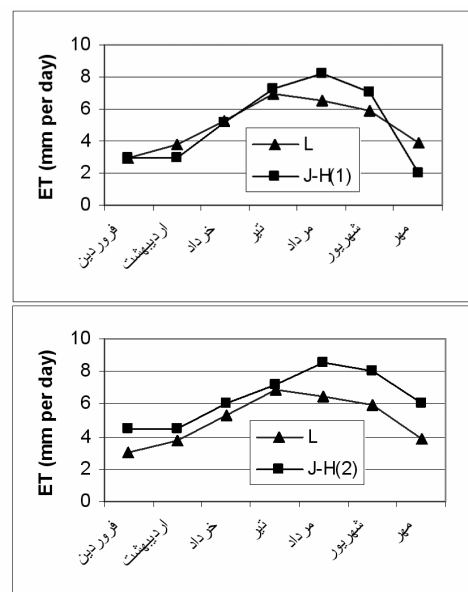 10
8
6
4
2
0
ET (mm per day)
L
J-H(1)
فروردین
اردیبهشت
خرداد
تیر
مرداد
شهریور
مهر
10
8
6
4
2
0
ET (mm per day)
L
J-H(2)
فروردین
اردیبهشت
خرداد
تیر
مرداد
شهریور
مهر